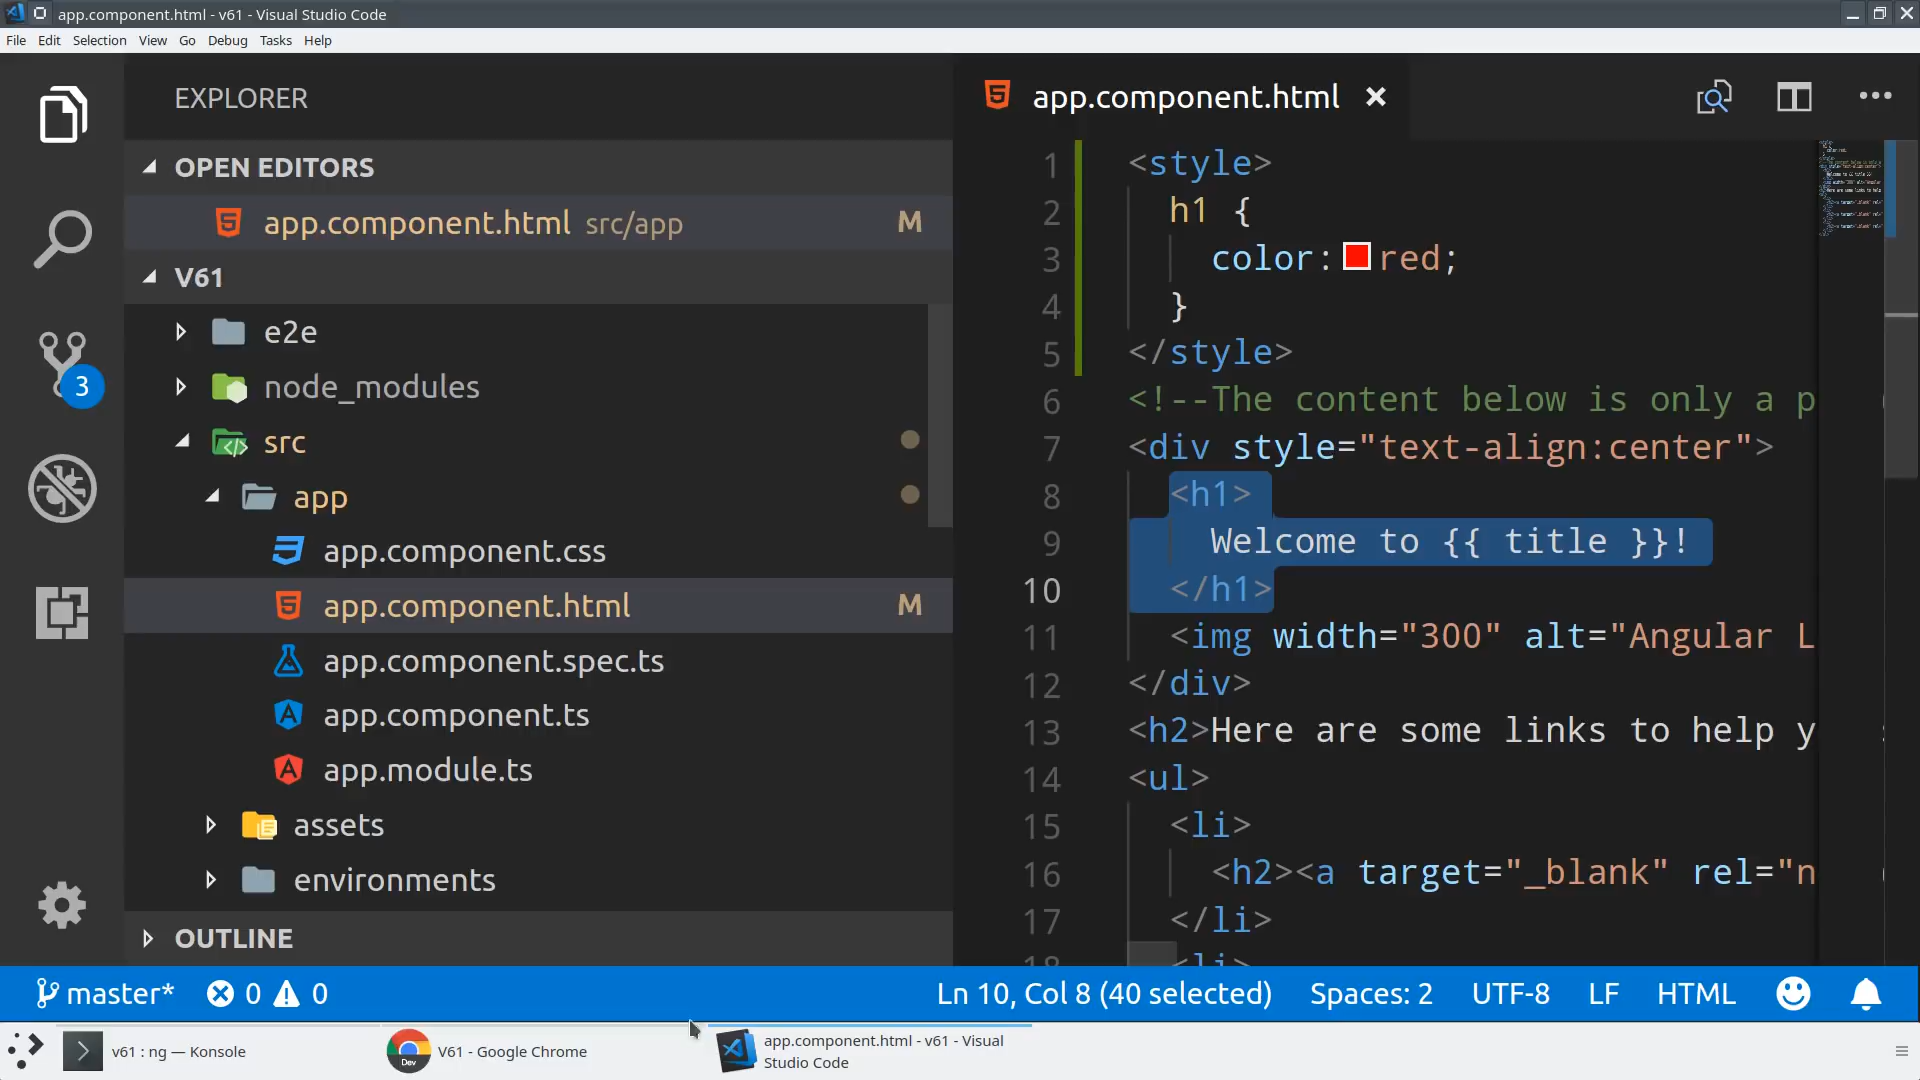 app.component.html - v61 - Visual Studio Code
File Edit Selection View Go Debug Tasks Help
EXPLORER
OPEN EDITORS
app.component.html src/app M
V61
e2e
node_modules
src
app
app.component.css
app.component.html M
app.component.spec.ts
app.component.ts
app.module.ts
assets
environments
OUTLINE
3
app.component.html
1 <style>
2 h1 {
3 color: red;
4 }
5 </style>
6 <!--The content below is only a p
7 <div style="text-align:center">
8 <h1>
9 Welcome to {{ title }}!
10 </h1>
11 <img width="300" alt="Angular L
12 </div>
13 <h2>Here are some links to help y
14 <ul>
15 <li>
16 <h2><a target="_blank" rel="n
17 </li>
18 <li>
master* 0 0 Ln 10, Col 8 (40 selected) Spaces: 2 UTF-8 LF HTML
v61 : ng — Konsole
Dev
V61 - Google Chrome
app.component.html - v61 - Visual
Studio Code